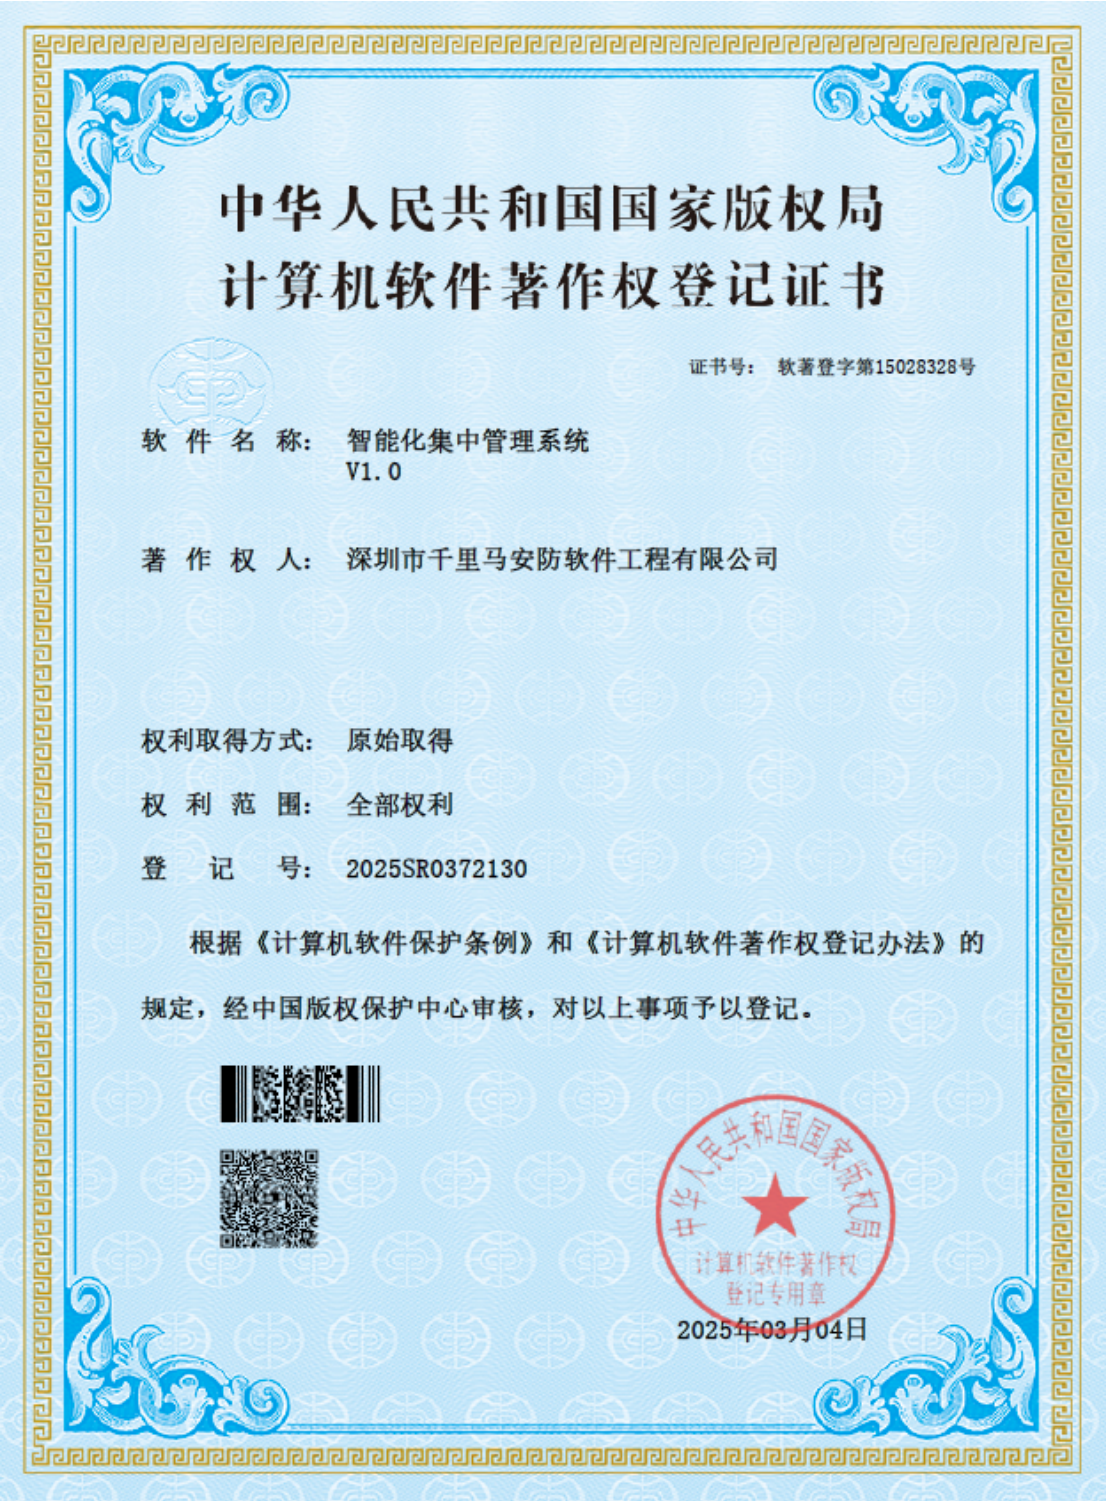 中华人民共和国国家版权局
计算机软件著作权登记证书
证书号： 软著登字第15028328号
软件名称： 智能化集中管理系统
V1.0
著作权人： 深圳市千里马安防软件工程有限公司
权利取得方式： 原始取得
权利范围： 全部权利
登记号： 2025SR0372130
根据《计算机软件保护条例》和《计算机软件著作权登记办法》的
规定，经中国版权保护中心审核，对以上事项予以登记。
中华人民共和国国家版权局
计算机软件著作权
登记专用章
2025年03月04日